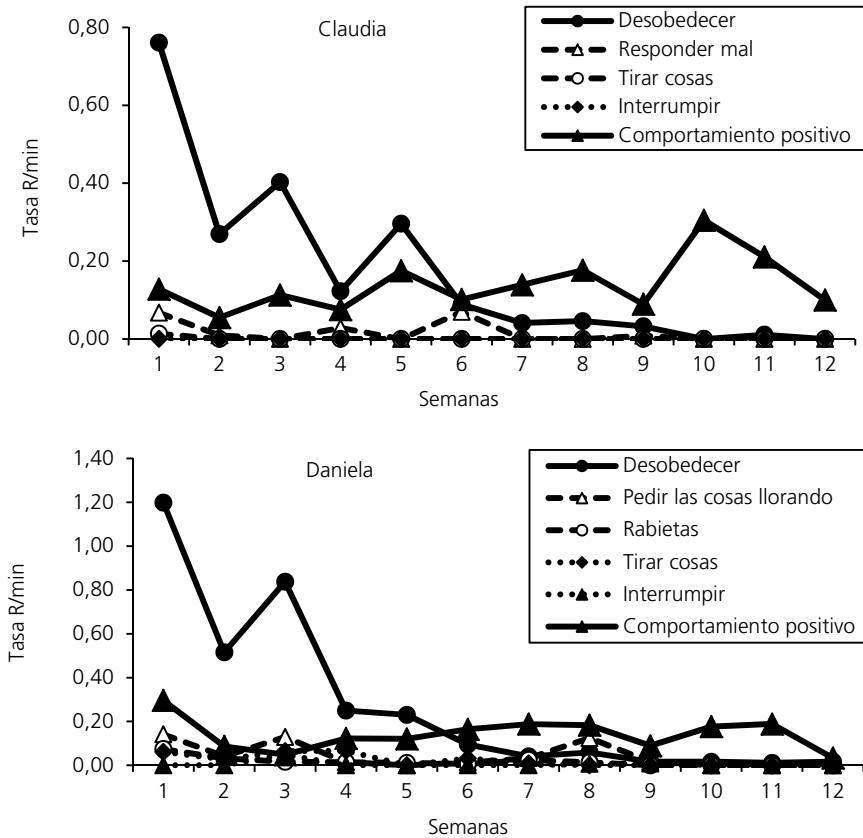 Claudia
Desobedecer
Responder mal
Tirar cosas
Interrumpir
Comportamiento positivo
Tasa R/min
0,80
0,60
0,40
0,20
0,00
1 2 3 4 5 6 7 8 9 10 11 12
Semanas
Daniela
Desobedecer
Pedir las cosas llorando
Rabietas
Tirar cosas
Interrumpir
Comportamiento positivo
Tasa R/min
1,40
1,20
1,00
0,80
0,60
0,40
0,20
0,00
1 2 3 4 5 6 7 8 9 10 11 12
Semanas